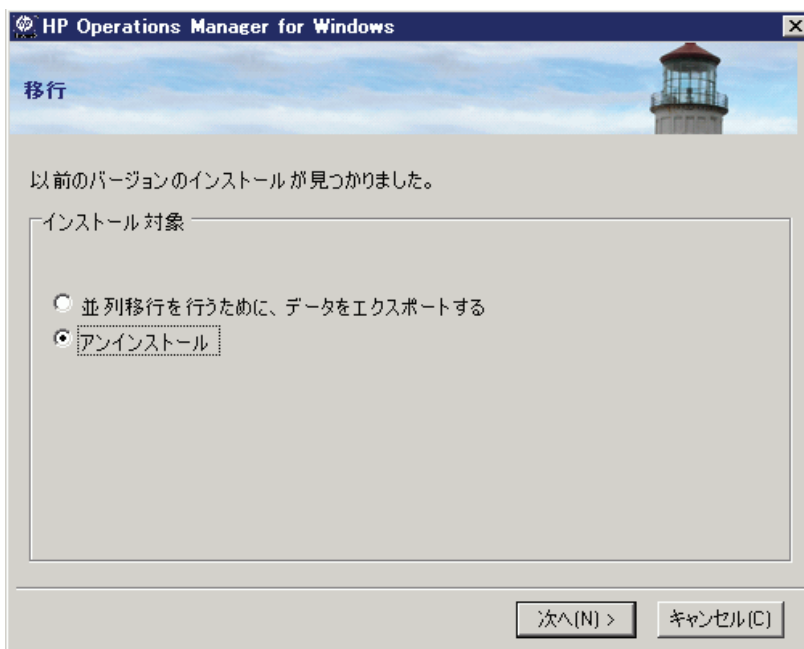 HP Operations Manager for Windows
移行
以前のバージョンのインストールが見つかりました。
インストール対象
並列移行を行うために、データをエクスポートする
アンインストール
次へ(N) >
キャンセル(C)